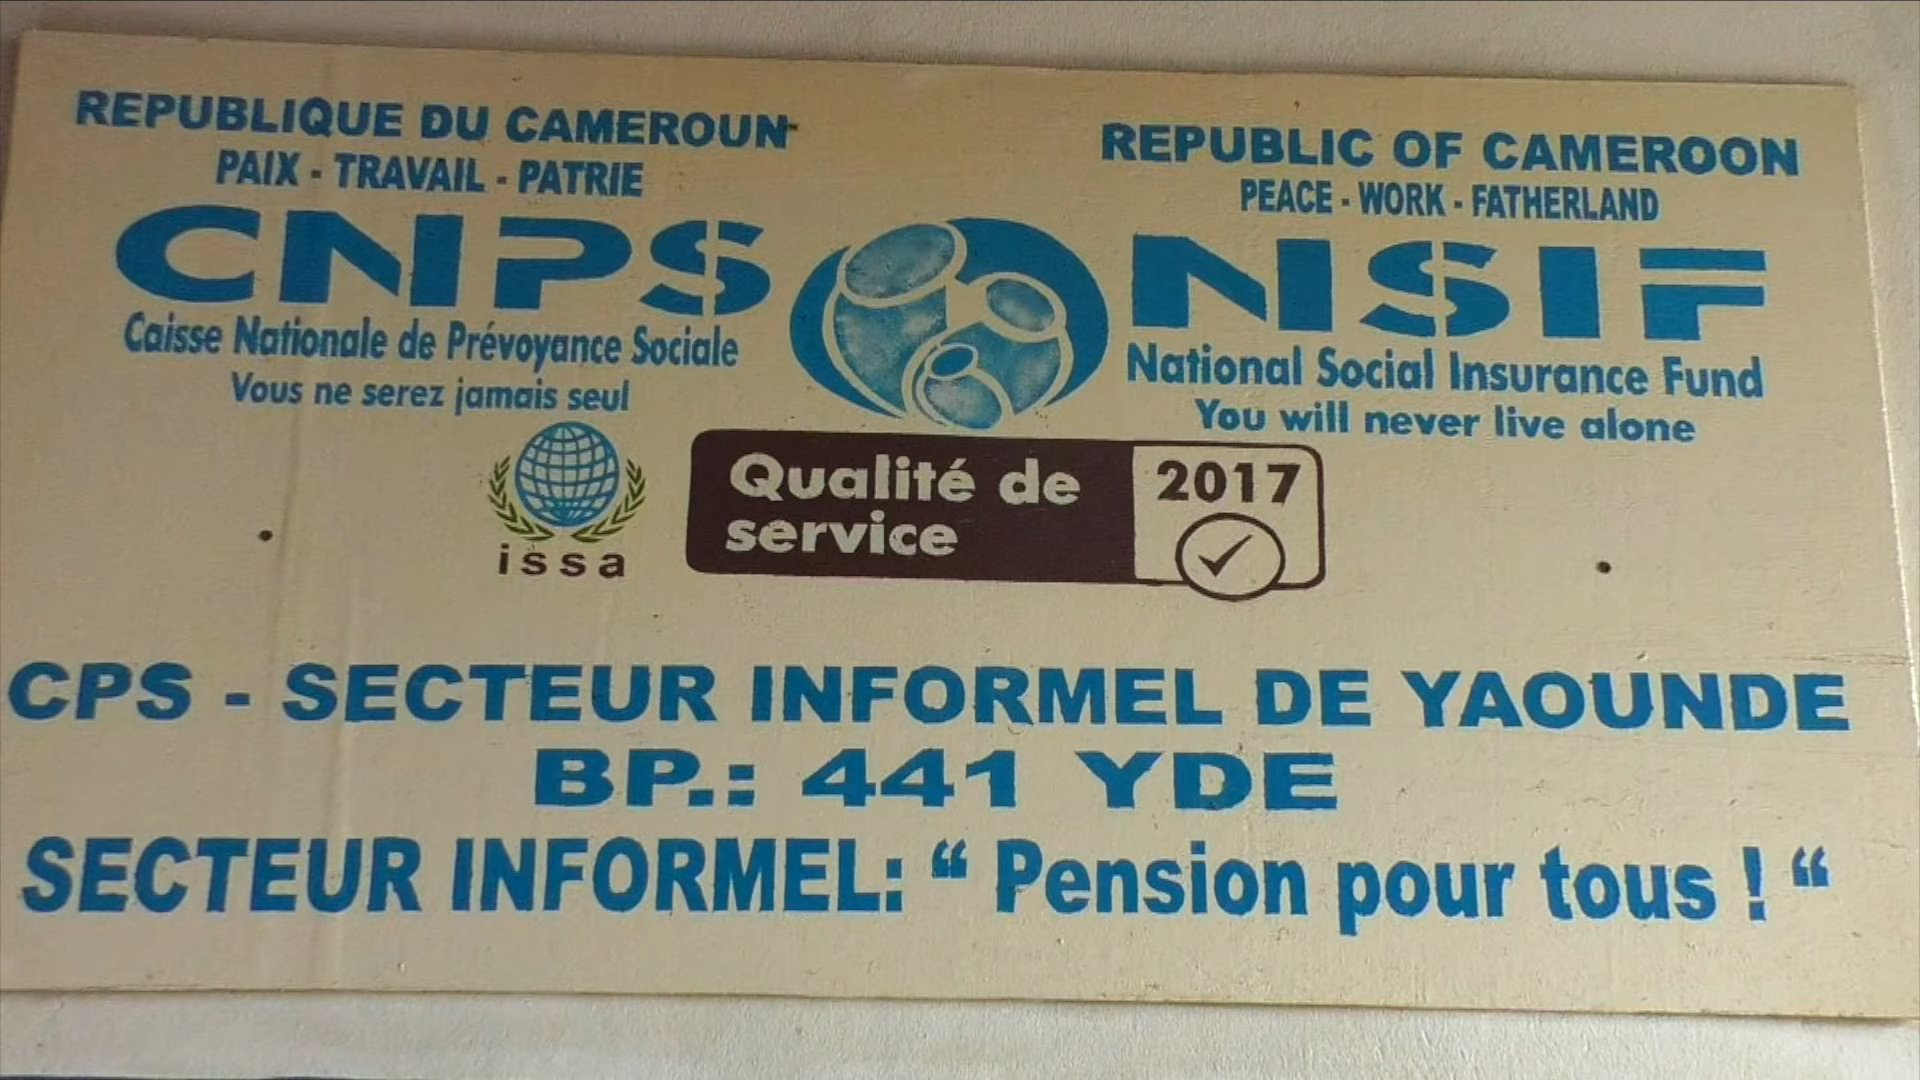 REPUBLIQUE DU CAMEROUN
PAIX - TRAVAIL - PATRIE
CNPS
Caisse Nationale de Prévoyance Sociale
Vous ne serez jamais seul
REPUBLIC OF CAMEROON
PEACE - WORK - FATHERLAND
NSIF
National Social Insurance Fund
You will never live alone
issa
Qualité de
service
2017
CPS - SECTEUR INFORMEL DE YAOUNDE
BP.: 441 YDE
SECTEUR INFORMEL: “ Pension pour tous ! “